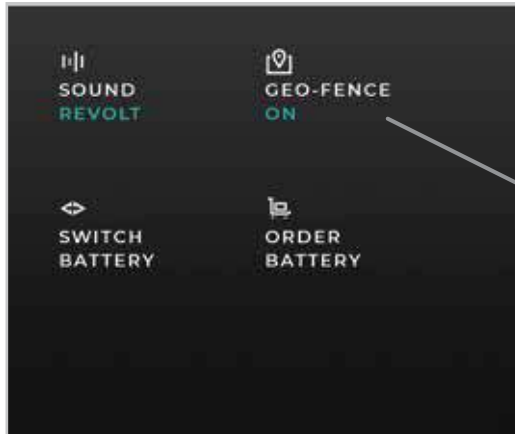 SOUND
REVOLT
GEO-FENCE
ON
SWITCH
BATTERY
ORDER
BATTERY